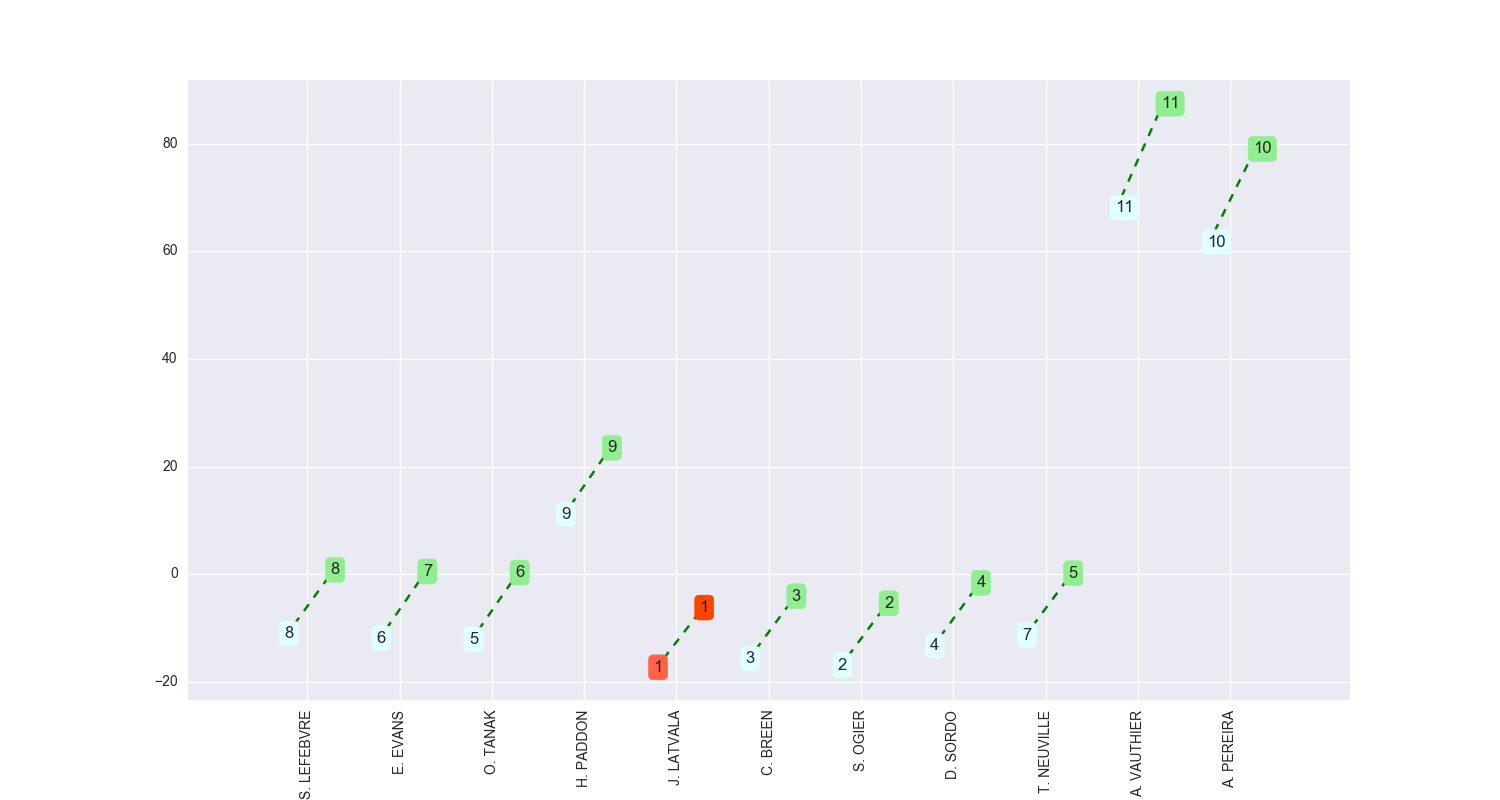 11
80
10
11
60
10
40
20
9
9
0
8
7
6
5
4
3
2
1
8
6
5
7
4
3
2
1
−20
S. LEFEBVRE
E. EVANS
O. TANAK
H. PADDON
J. LATVALA
C. BREEN
S. OGIER
D. SORDO
T. NEUVILLE
A. VAUTHIER
A. PEREIRA